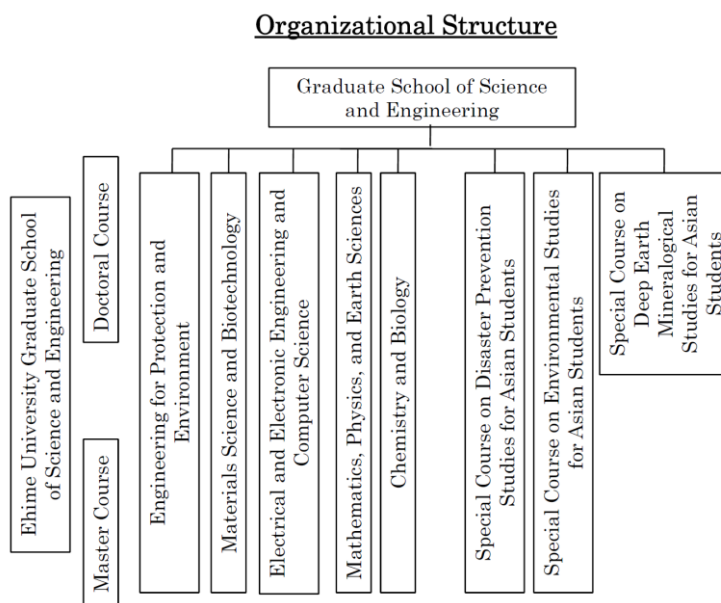 Organizational Structure
Graduate School of Science
and Engineering
Ehime University Graduate School
of Science and Engineering
Doctoral Course
Master Course
Engineering for Protection and
Environment
Materials Science and Biotechnology
Electrical and Electronic Engineering and
Computer Science
Mathematics, Physics, and Earth Sciences
Chemistry and Biology
Special Course on Disaster Prevention
Studies for Asian Students
Special Course on Environmental Studies
for Asian Students
Special Course on
Deep Earth
Mineralogical
Studies for Asian
Students